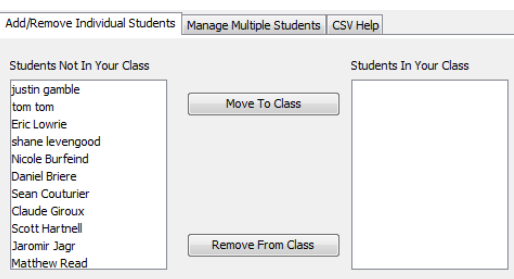 Add/Remove Individual Students
Manage Multiple Students
CSV Help
Students Not In Your Class
justin gamble
tom tom
Eric Lowrie
shane levengood
Nicole Burfeind
Daniel Briere
Sean Couturier
Claude Giroux
Scott Hartnell
Jaromir Jagr
Matthew Read
Move To Class
Remove From Class
Students In Your Class